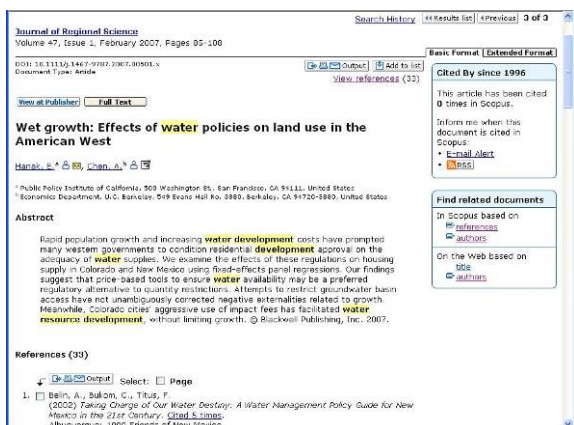 Search History Results list Previous 3 of 3
Journal of Regional Science
Volume 47, Issue 1, February 2007, Pages 85-108
Basic Format Extended Format
DOI: 10.1111/j.1467-9787.2007.00501.x
Document Type: Article
Output Add to list
View references (33)
View at Publisher Full Text
Wet growth: Effects of water policies on land use in the
American West
Hanak, E.a, Chen, A.b
a Public Policy Institute of California, 500 Washington St., San Francisco, CA 94111, United States
b Economics Department, U.C. Berkeley, 549 Evans Hall No. 3880, Berkeley, CA 94720-3880, United States
Abstract
Rapid population growth and increasing water development costs have prompted
many western governments to condition residential development approval on the
adequacy of water supplies. We examine the effects of these regulations on housing
supply in Colorado and New Mexico using fixed-effects panel regressions. Our findings
suggest that price-based tools to ensure water availability may be a preferred
regulatory alternative to quantity restrictions. Attempts to restrict groundwater basin
access have not unambiguously corrected negative externalities related to growth.
Meanwhile, Colorado cities' aggressive use of impact fees has facilitated water
resource development, without limiting growth. © Blackwell Publishing, Inc. 2007.
References (33)
Output Select: Page
1. Belin, A., Bokum, C., Titus, F.
(2002) Taking Charge of Our Water Destiny: A Water Management Policy Guide for New
Mexico in the 21st Century. Cited 5 times.
Albuquerque: 1000 Friends of New Mexico
Cited By since 1996
This article has been cited
0 times in Scopus.
Inform me when this
document is cited in
Scopus:
• E-mail Alert
• RSS
Find related documents
In Scopus based on
references
authors
On the Web based on
title
authors